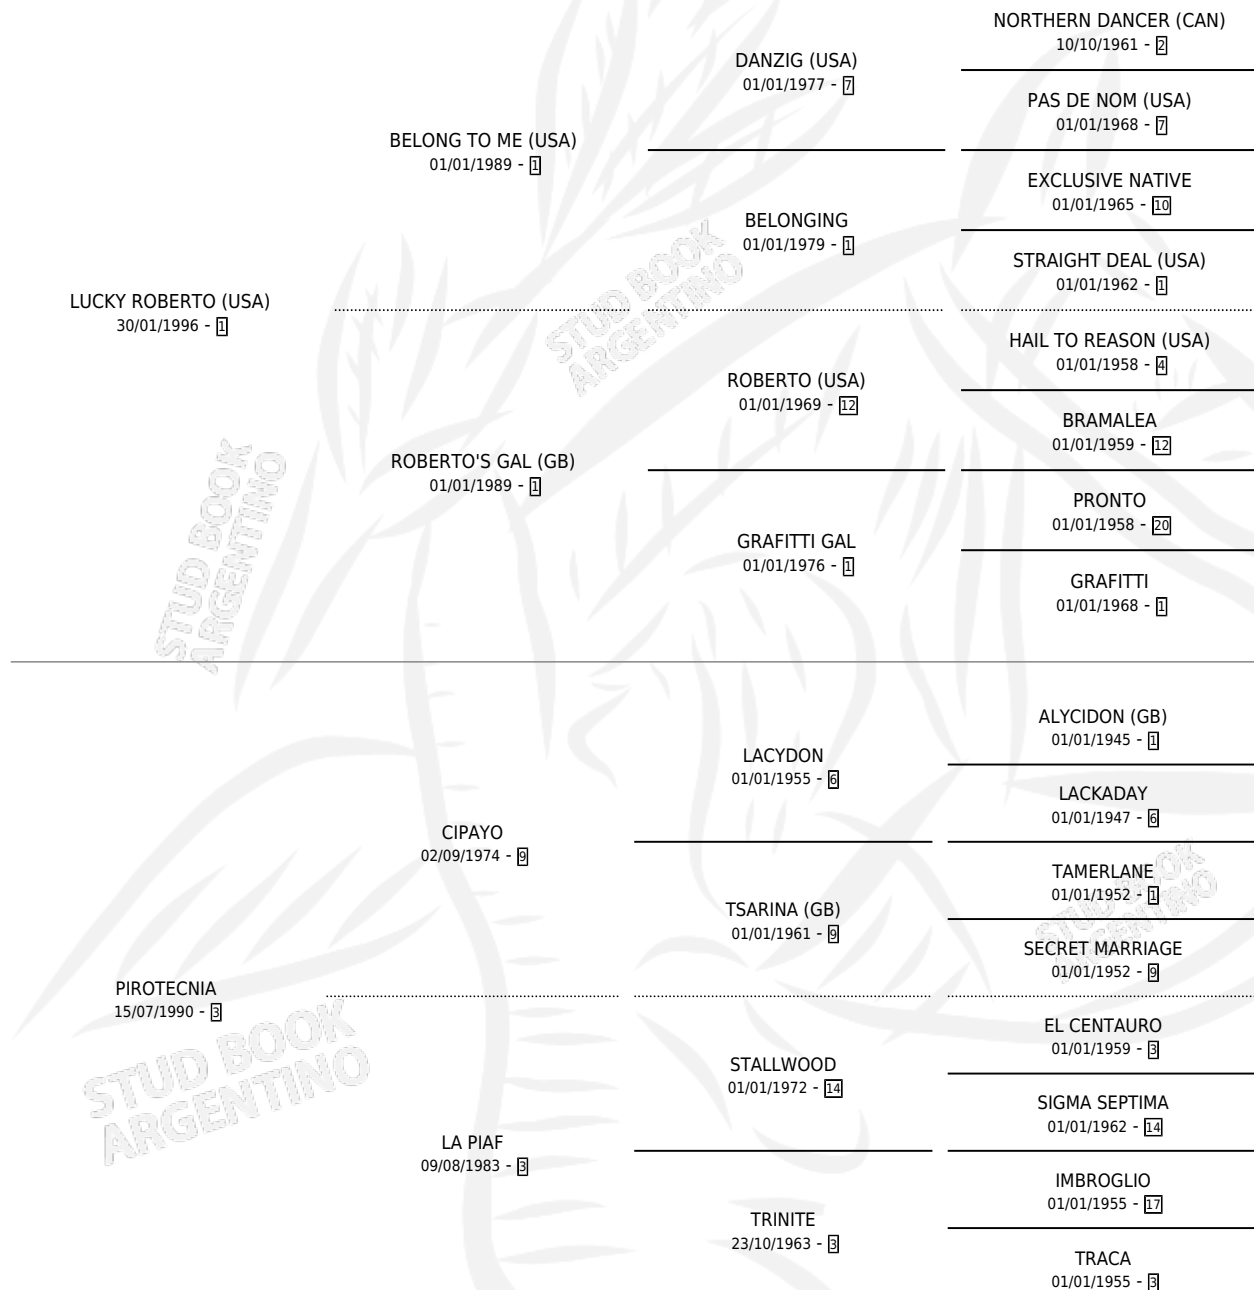 NORTHERN DANCER (CAN)
10/10/1961 - 2
DANZIG (USA)
01/01/1977 - 7
PAS DE NOM (USA)
01/01/1968 - 7
BELONG TO ME (USA)
01/01/1989 - 1
EXCLUSIVE NATIVE
01/01/1965 - 10
BELONGING
01/01/1979 - 1
STRAIGHT DEAL (USA)
01/01/1962 - 1
LUCKY ROBERTO (USA)
30/01/1996 - 1
STUD BOOK
ARGENTINO
HAIL TO REASON (USA)
01/01/1958 - 4
ROBERTO (USA)
01/01/1969 - 12
BRAMALEA
01/01/1959 - 12
ROBERTO'S GAL (GB)
01/01/1989 - 1
PRONTO
01/01/1958 - 20
GRAFITTI GAL
01/01/1976 - 1
GRAFITTI
01/01/1968 - 1
STUD BOOK
ARGENTINO
ALYCIDON (GB)
01/01/1945 - 1
LACYDON
01/01/1955 - 6
LACKADAY
01/01/1947 - 6
CIPAYO
02/09/1974 - 9
TAMERLANE
01/01/1952 - 1
TSARINA (GB)
01/01/1961 - 9
SECRET MARRIAGE
01/01/1952 - 9
STUD BOOK
ARGENTINO
PIROTECNIA
15/07/1990 - 3
EL CENTAURO
01/01/1959 - 3
STALLWOOD
01/01/1972 - 14
SIGMA SEPTIMA
01/01/1962 - 14
STUD BOOK
ARGENTINO
LA PIAF
09/08/1983 - 3
IMBROGLIO
01/01/1955 - 17
TRINITE
23/10/1963 - 3
TRACA
01/01/1955 - 3